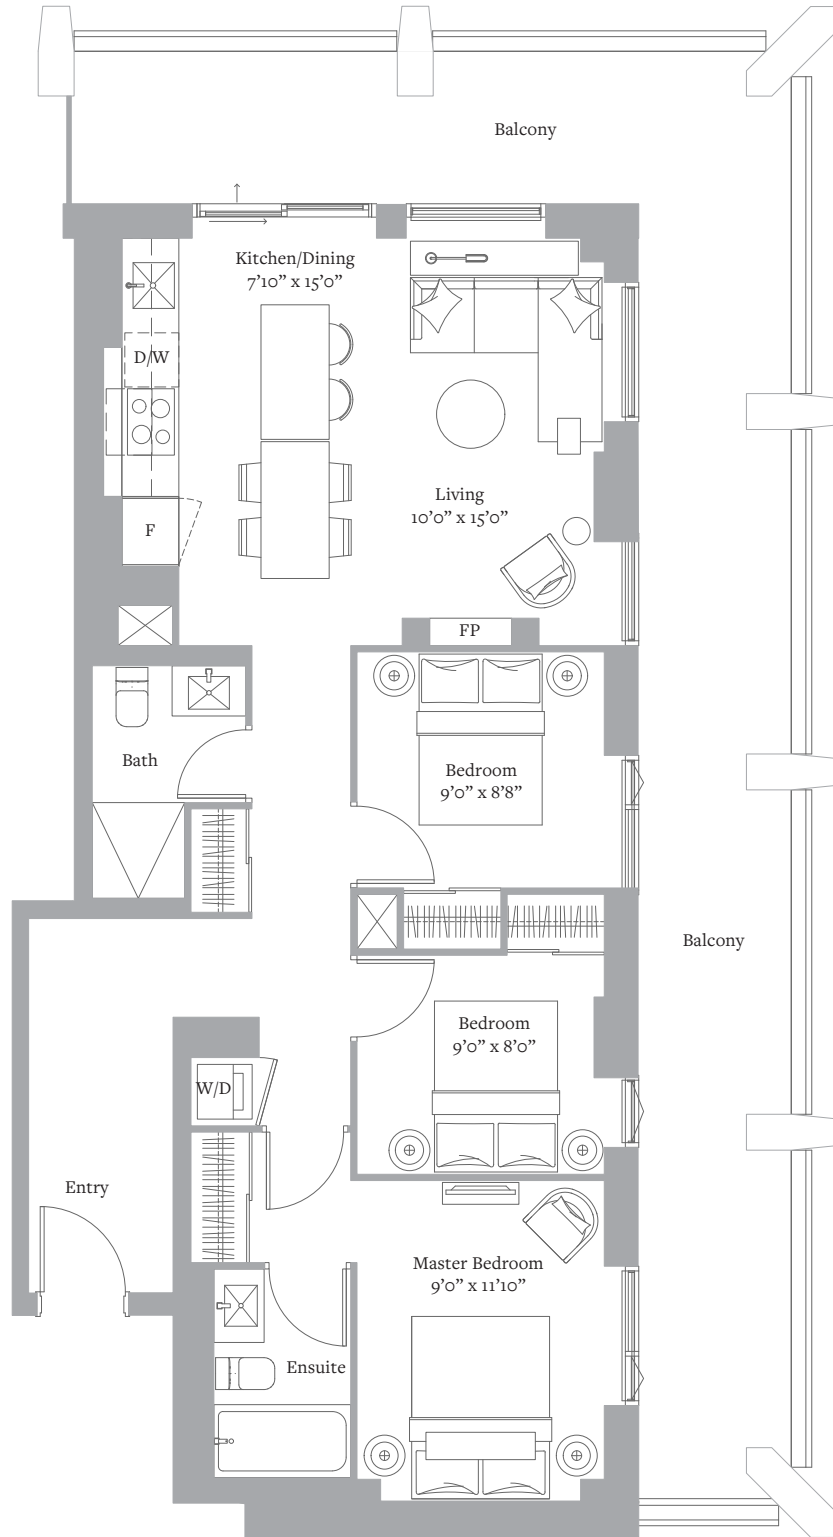 Balcony
Kitchen/Dining
7’10” x 15’0”
D/W
Living
10’0” x 15’0”
F
FP
Bath
Bedroom
9’0” x 8’8”
Balcony
Bedroom
9’0” x 8’0”
W/D
Entry
Master Bedroom
9’0” x 11’10”
Ensuite